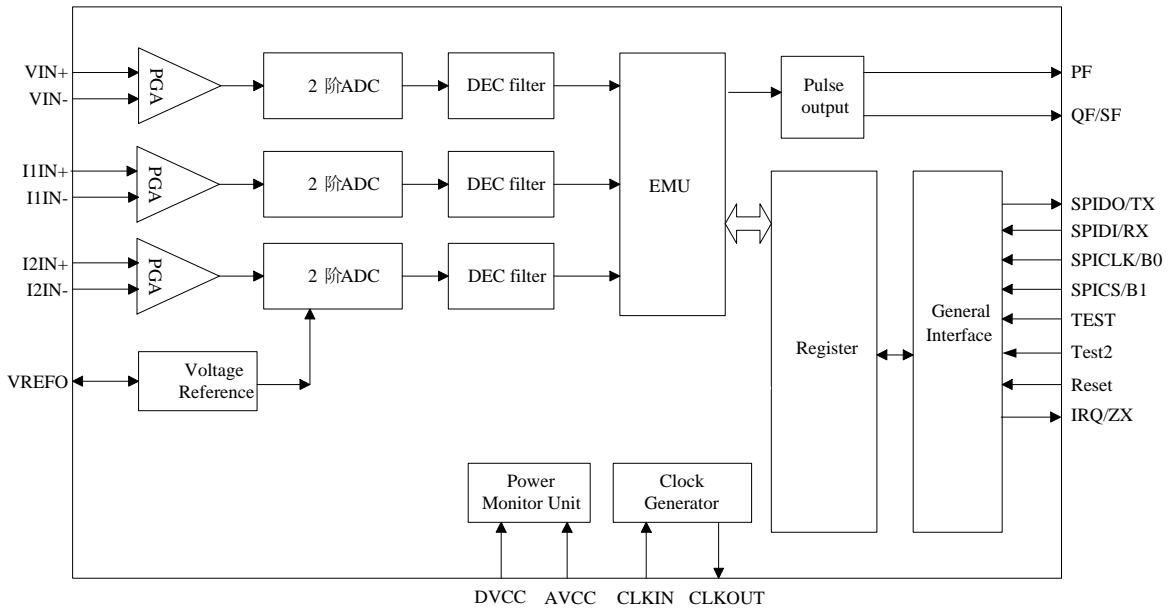 VIN+
VIN-
PGA
2 阶ADC
DEC filter
EMU
Pulse
output
PF
QF/SF
I1IN+
I1IN-
PGA
2 阶ADC
DEC filter
I2IN+
I2IN-
PGA
2 阶ADC
DEC filter
VREFO
Voltage
Reference
Register
General
Interface
SPIDO/TX
SPIDI/RX
SPICLK/B0
SPICS/B1
TEST
Test2
Reset
IRQ/ZX
Power
Monitor Unit
Clock
Generator
DVCC
AVCC
CLKIN
CLKOUT